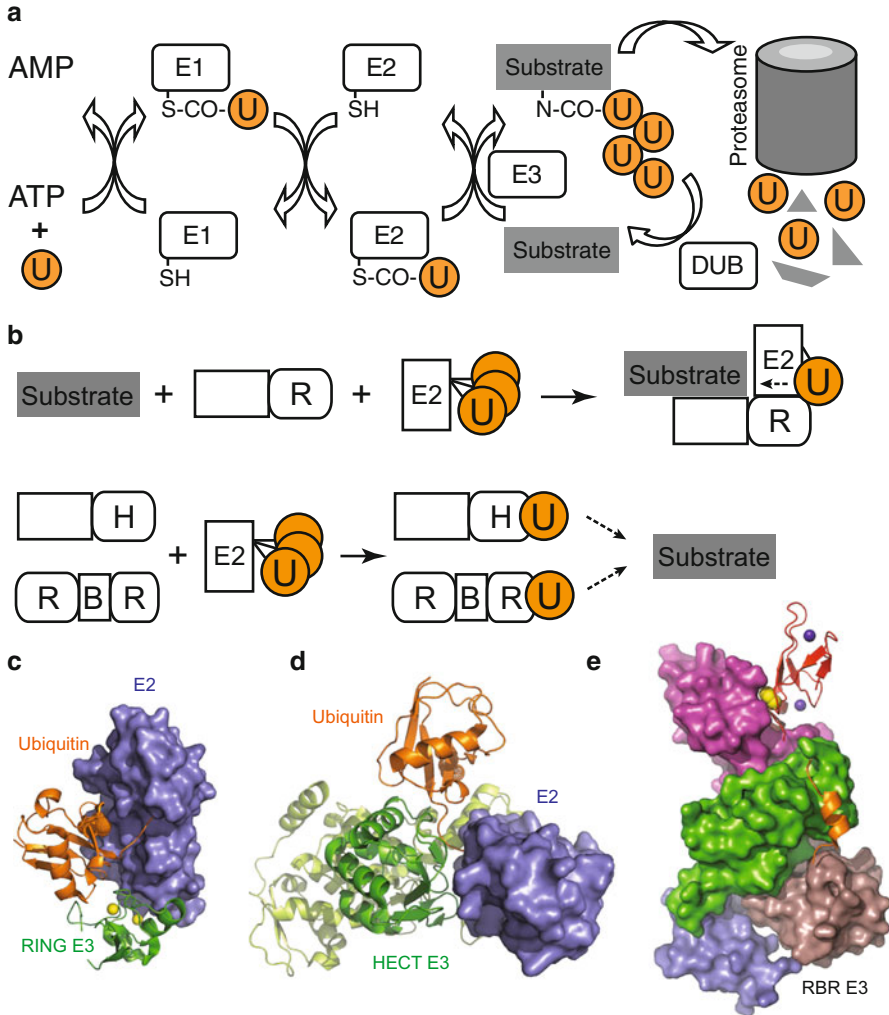 a
AMP
E1
S-CO-U
E2
SH
Substrate
N-CO-U
U
U
U
Proteasome
E3
ATP
+
U
E1
SH
E2
S-CO-U
Substrate
DUB
U
U
U
b
Substrate + R + E2 U
Substrate E2 U
R
H
R B R
+
E2 U
H U
R B R U
Substrate
c
E2
Ubiquitin
RING E3
d
Ubiquitin
E2
HECT E3
e
RBR E3